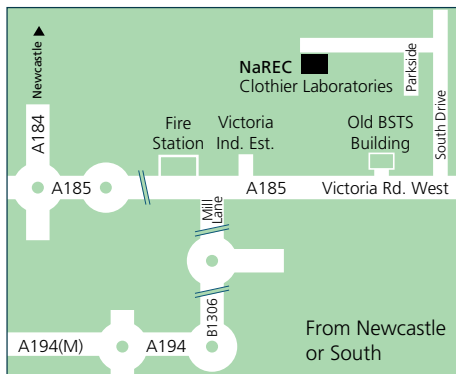 Newcastle
NaREC
Clothier Laboratories
Parkside
South Drive
A184
Fire
Station
Victoria
Ind. Est.
Old BSTS
Building
A185
A185
Victoria Rd. West
Mill
Lane
B1306
A194(M)
A194
From Newcastle
or South